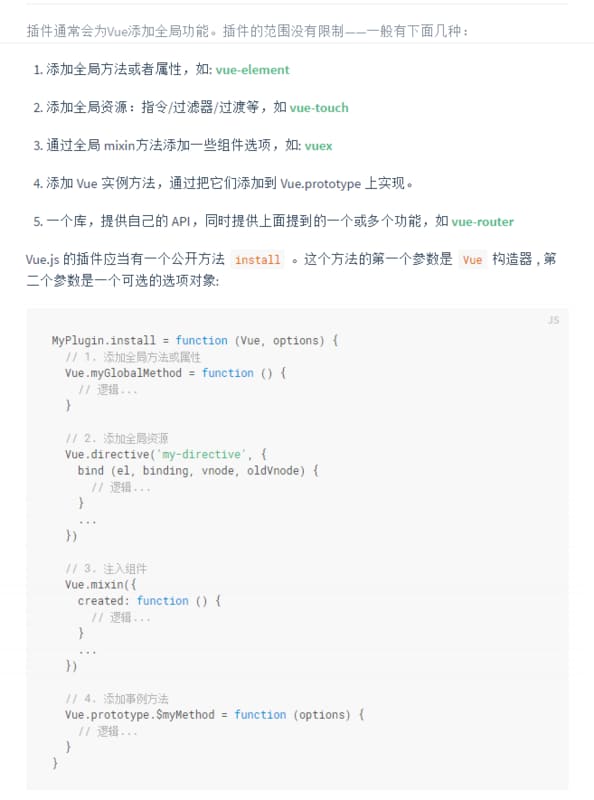 插件通常会为Vue添加全局功能。插件的范围没有限制——一般有下面几种：
1. 添加全局方法或者属性，如: vue-element
2. 添加全局资源：指令/过滤器/过渡等，如 vue-touch
3. 通过全局 mixin方法添加一些组件选项，如: vuex
4. 添加 Vue 实例方法，通过把它们添加到 Vue.prototype 上实现。
5. 一个库，提供自己的 API，同时提供上面提到的一个或多个功能，如 vue-router
Vue.js 的插件应当有一个公开方法 install 。这个方法的第一个参数是 Vue 构造器 , 第
二个参数是一个可选的选项对象:
JS
MyPlugin.install = function (Vue, options) {
// 1. 添加全局方法或属性
Vue.myGlobalMethod = function () {
// 逻辑...
}
// 2. 添加全局资源
Vue.directive('my-directive', {
bind (el, binding, vnode, oldVnode) {
// 逻辑...
}
...
})
// 3. 注入组件
Vue.mixin({
created: function () {
// 逻辑...
}
...
})
// 4. 添加事例方法
Vue.prototype.$myMethod = function (options) {
// 逻辑...
}
}